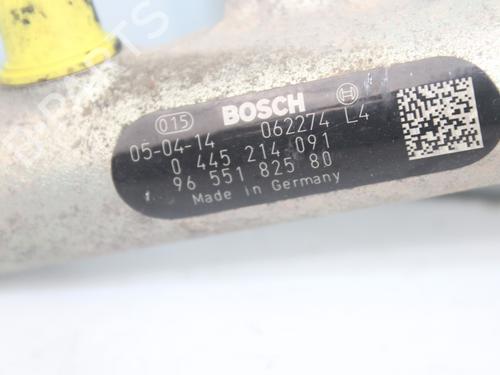 015 BOSCH
05-04-14 062274 L4
0 445 214 091
96 551 825 80
Made in Germany